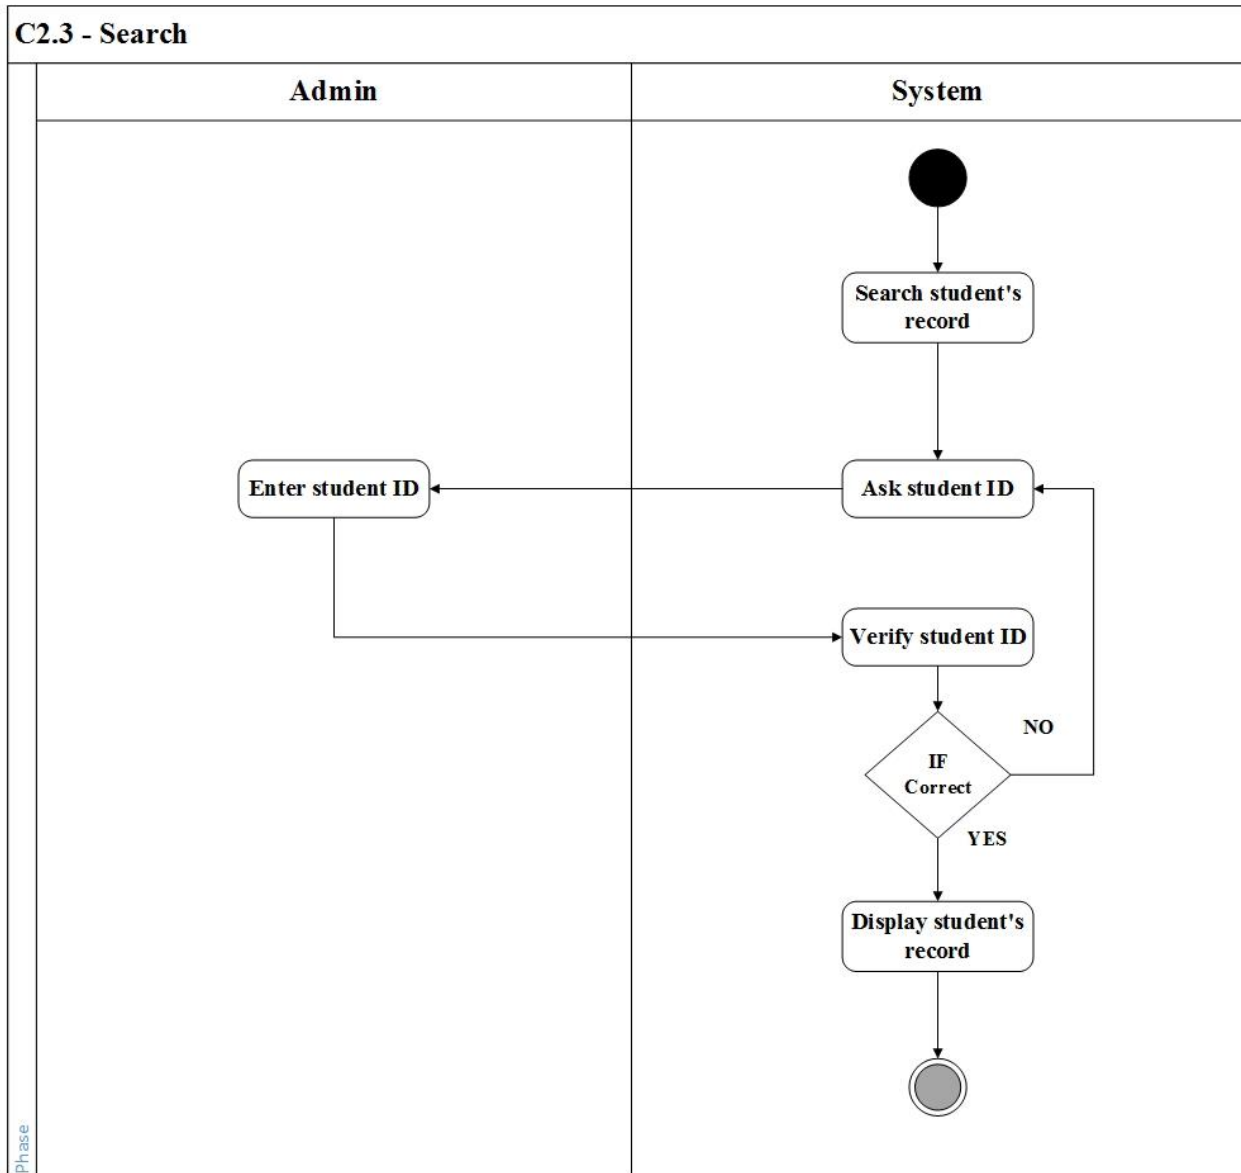 C2.3 - Search
Admin
System
Search student's
record
Enter student ID
Ask student ID
Verify student ID
NO
IF
Correct
YES
Display student's
record
Phase